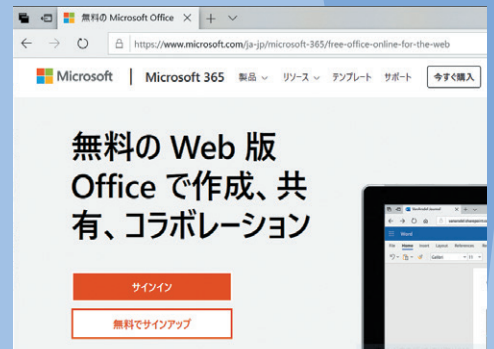 無料の Microsoft Office
https://www.microsoft.com/ja-jp/microsoft-365/free-office-online-for-the-web
Microsoft Microsoft 365 製品 リソース テンプレート サポート 今すぐ購入
無料の Web 版
Office で作成、共
有、コラボレーション
サインイン
無料でサインアップ
Word
File Home Insert Layout References